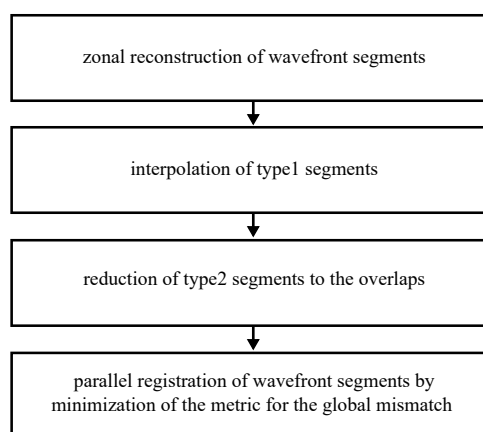 zonal reconstruction of wavefront segments
interpolation of type1 segments
reduction of type2 segments to the overlaps
parallel registration of wavefront segments by
minimization of the metric for the global mismatch